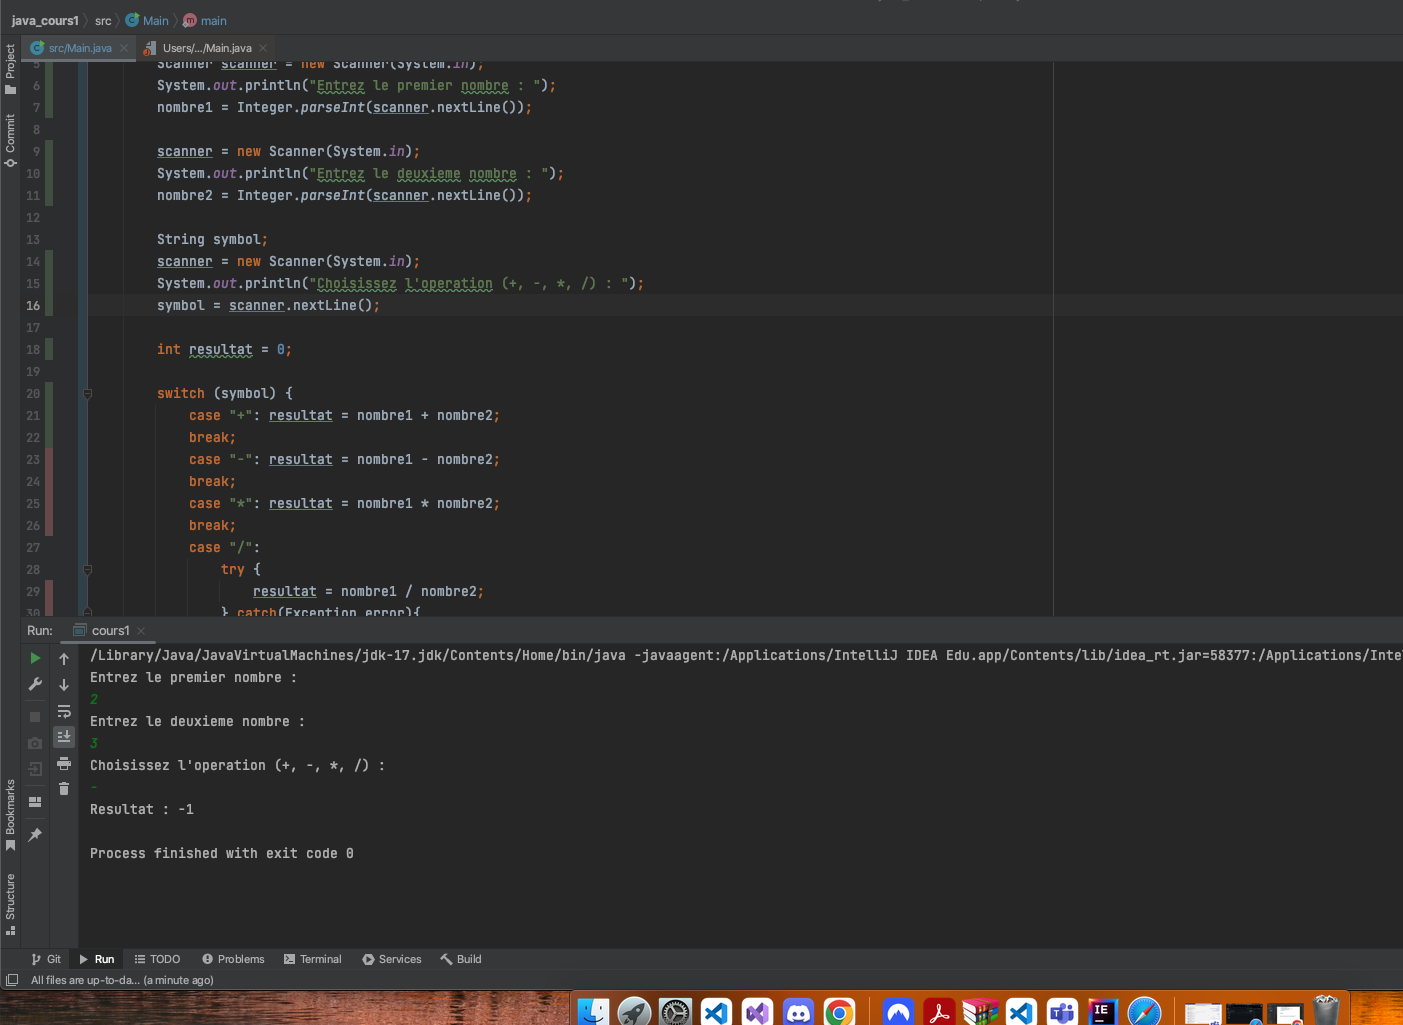 java_cours1 src Main main
src/Main.java Users/.../Main.java
Project
Commit
Bookmarks
Structure
5 Scanner scanner = new Scanner(System.in);
6 System.out.println("Entrez le premier nombre : ");
7 nombre1 = Integer.parseInt(scanner.nextLine());
8
9 scanner = new Scanner(System.in);
10 System.out.println("Entrez le deuxieme nombre : ");
11 nombre2 = Integer.parseInt(scanner.nextLine());
12
13 String symbol;
14 scanner = new Scanner(System.in);
15 System.out.println("Choisissez l'operation (+, -, *, /) : ");
16 symbol = scanner.nextLine();
17
18 int resultat = 0;
19
20 switch (symbol) {
21 case "+": resultat = nombre1 + nombre2;
22 break;
23 case "-": resultat = nombre1 - nombre2;
24 break;
25 case "*": resultat = nombre1 * nombre2;
26 break;
27 case "/":
28 try {
29 resultat = nombre1 / nombre2;
30 } catch(Exception error){
Run: cours1
/Library/Java/JavaVirtualMachines/jdk-17.jdk/Contents/Home/bin/java -javaagent:/Applications/IntelliJ IDEA Edu.app/Contents/lib/idea_rt.jar=58377:/Applications/Inte
Entrez le premier nombre :
2
Entrez le deuxieme nombre :
3
Choisissez l'operation (+, -, *, /) :
-
Resultat : -1
Process finished with exit code 0
Git Run TODO Problems Terminal Services Build
All files are up-to-da... (a minute ago)
IE